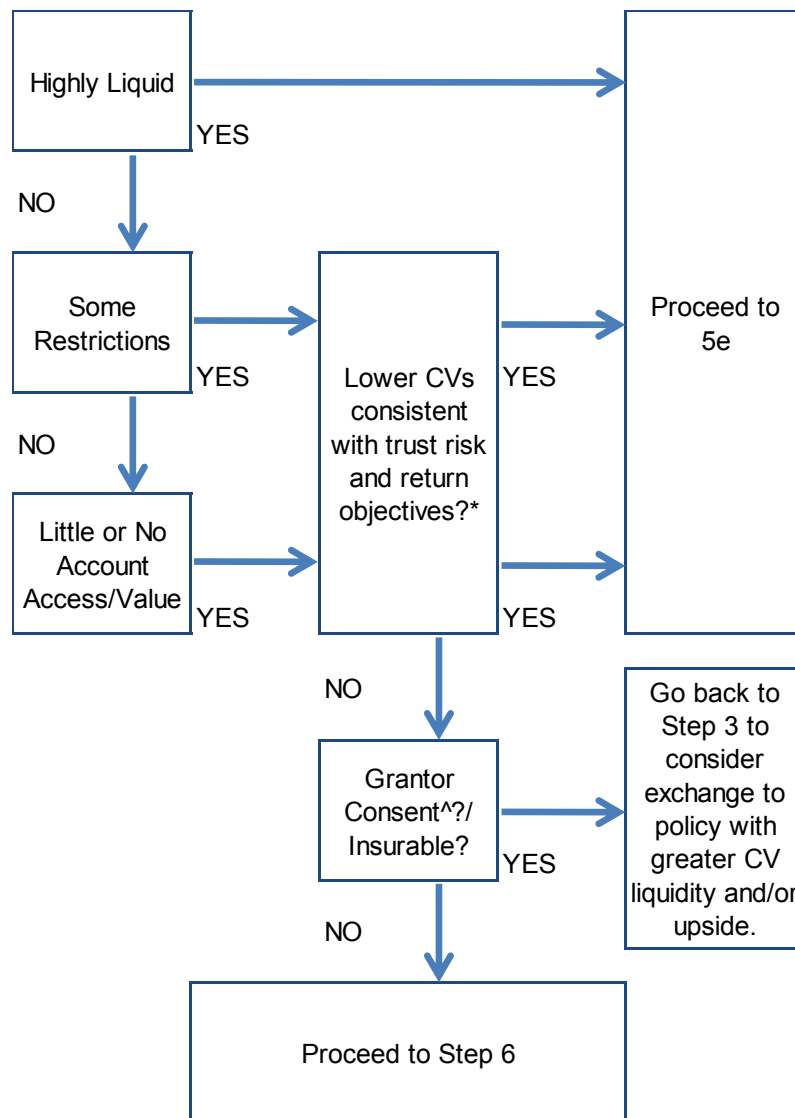 Highly Liquid
YES
NO
Some
Restrictions
YES
Lower CVs
consistent
with trust risk
and return
objectives?*
YES
Proceed to
5e
NO
Little or No
Account
Access/Value
YES
YES
NO
Grantor
Consent^?/
Insurable?
YES
Go back to
Step 3 to
consider
exchange to
policy with
greater CV
liquidity and/or
upside.
NO
Proceed to Step 6